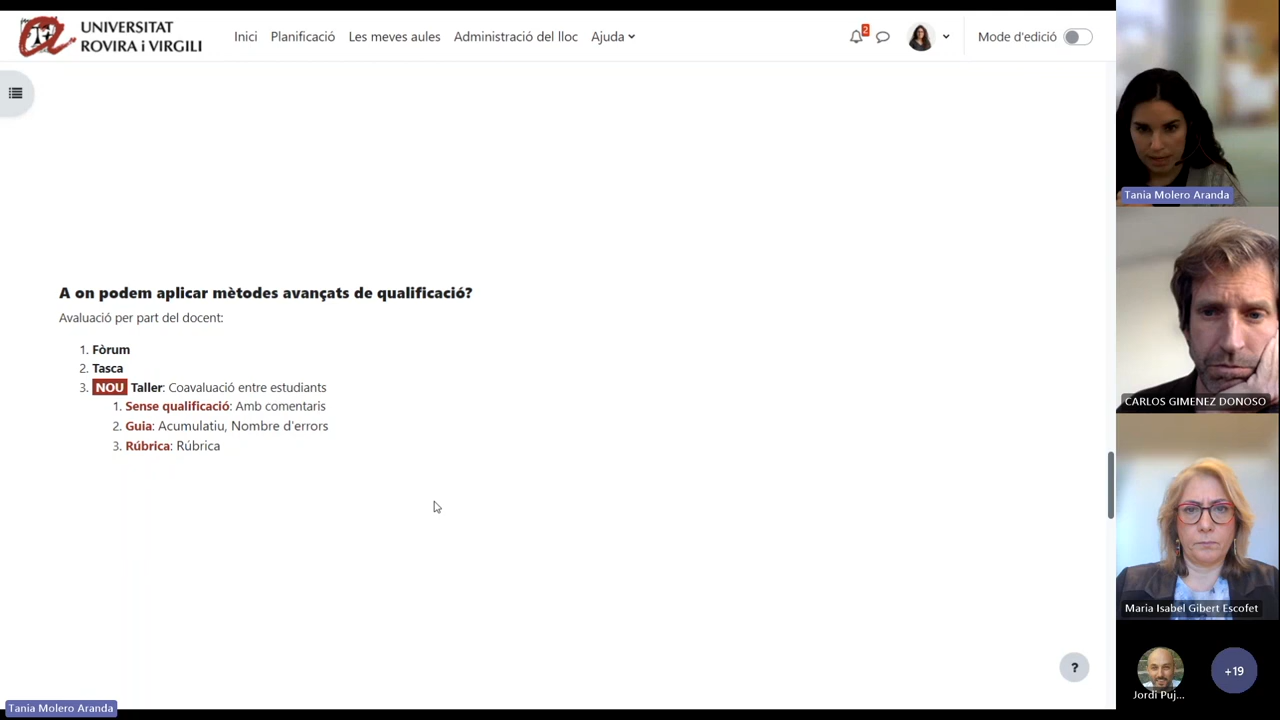 UNIVERSITAT
ROVIRA i VIRGILI
Inici Planificació Les meves aules Administració del lloc Ajuda
2
Mode d'edició
A on podem aplicar mètodes avançats de qualificació?
Avaluació per part del docent:
1. Fòrum
2. Tasca
3. NOU Taller: Coavaluació entre estudiants
1. Sense qualificació: Amb comentaris
2. Guia: Acumulatiu, Nombre d'errors
3. Rúbrica: Rúbrica
?
Tania Molero Aranda
Tania Molero Aranda
CARLOS GIMENEZ DONOSO
Maria Isabel Gibert Escofet
Jordi Puj...
+19